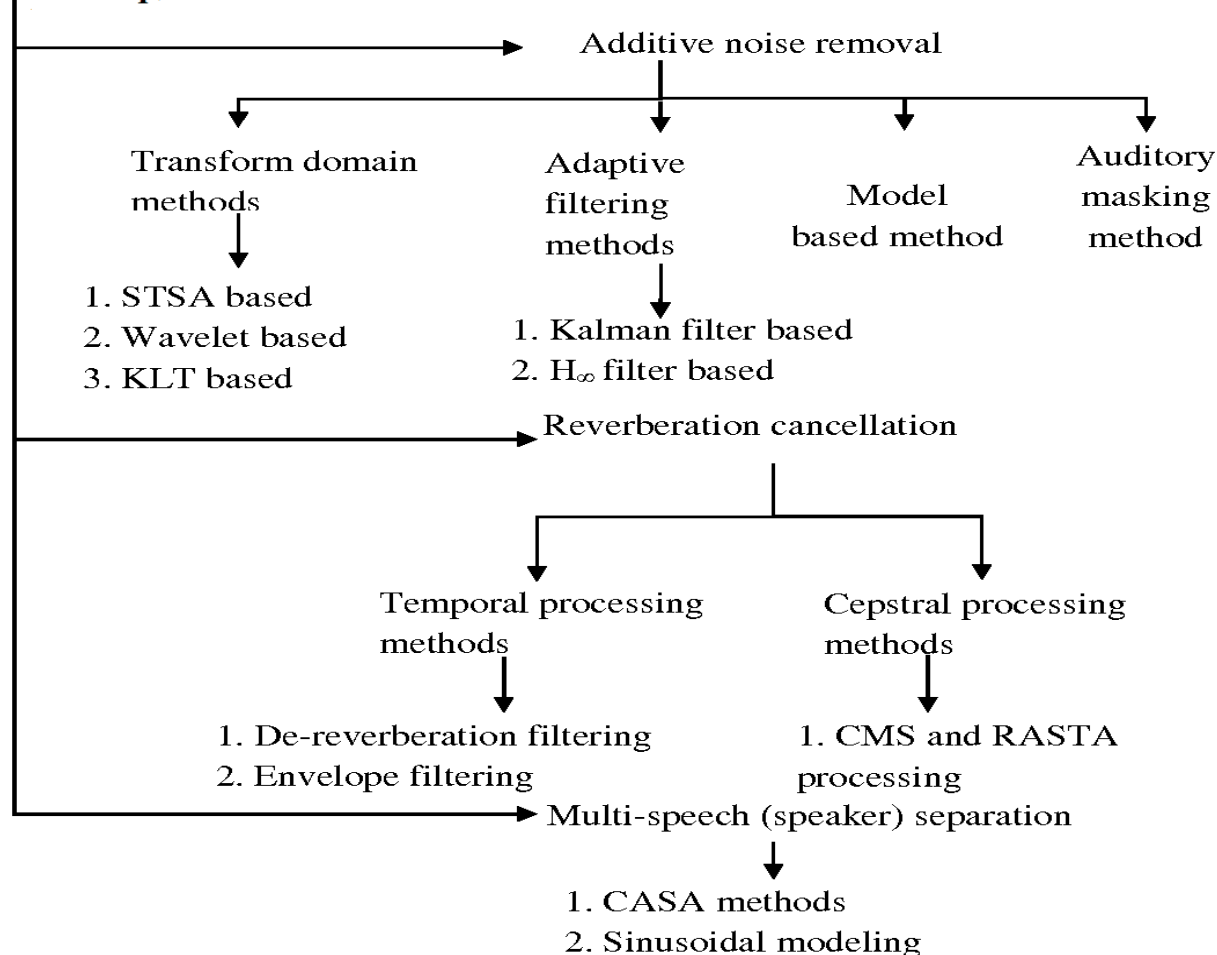 Additive noise removal
Transform domain
methods
Adaptive
filtering
methods
Model
based method
Auditory
masking
method
1. STSA based
2. Wavelet based
3. KLT based
1. Kalman filter based
2. H∞ filter based
Reverberation cancellation
Temporal processing
methods
Cepstral processing
methods
1. De-reverberation filtering
2. Envelope filtering
1. CMS and RASTA
processing
Multi-speech (speaker) separation
1. CASA methods
2. Sinusoidal modeling